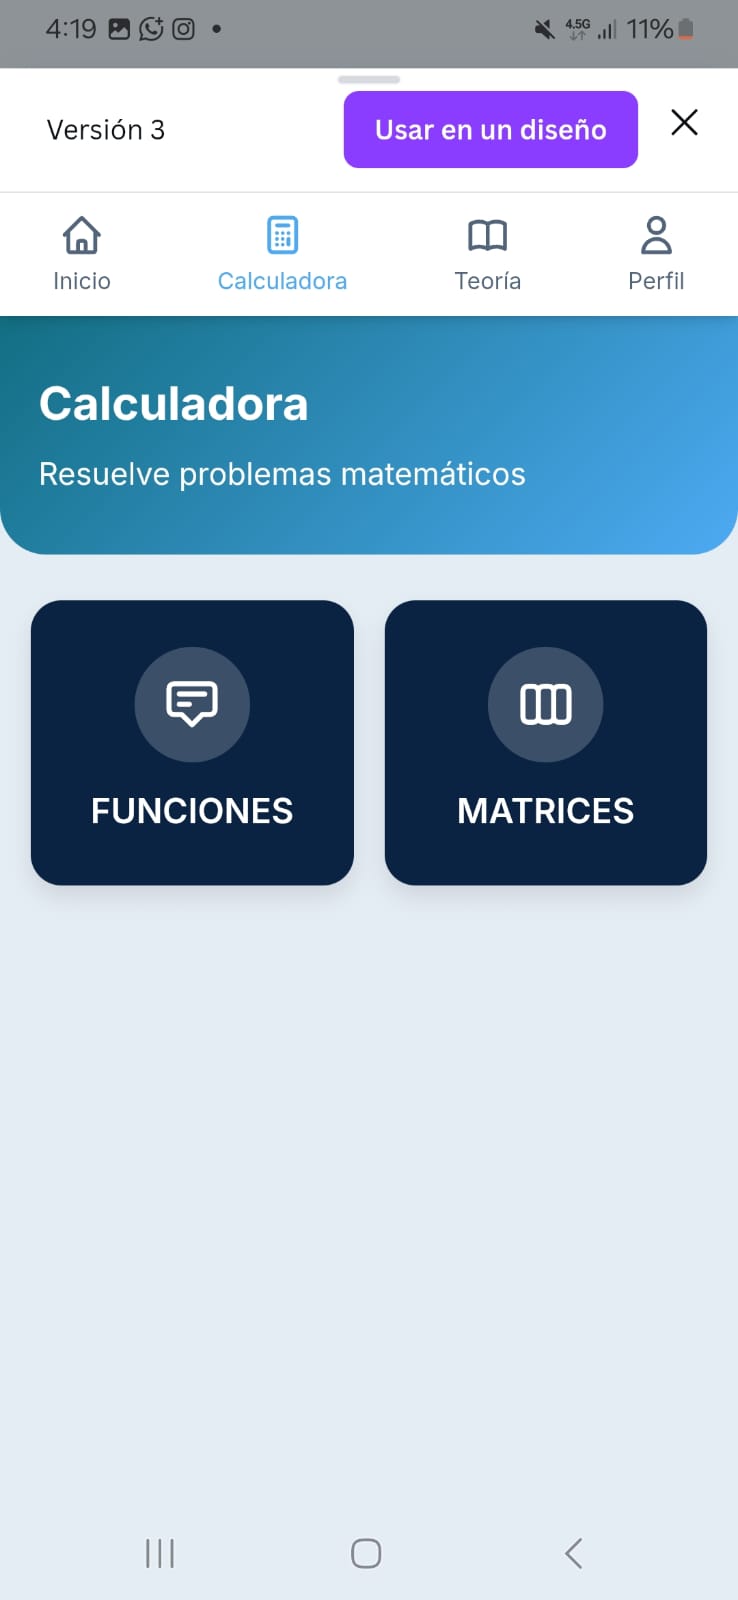 4:19
4.5G
11%
Versión 3
Usar en un diseño
Inicio
Calculadora
Teoría
Perfil
Calculadora
Resuelve problemas matemáticos
FUNCIONES
MATRICES